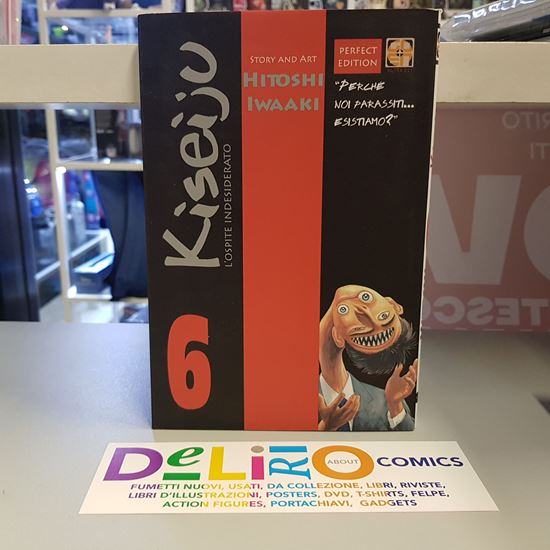 Kiseiju
L'OSPITE INDESIDERATO
6
STORY AND ART
HITOSHI
IWAAKI
PERFECT
EDITION
"PERCHÉ
NOI PARASSITI...
ESISTIAMO?"
DeLiRiO ABOUT COMICS
FUMETTI NUOVI, USATI, DA COLLEZIONE, LIBRI, RIVISTE,
LIBRI D'ILLUSTRAZIONI, POSTERS, DVD, T-SHIRTS, FELPE,
ACTION FIGURES, PORTACHIAVI, GADGETS